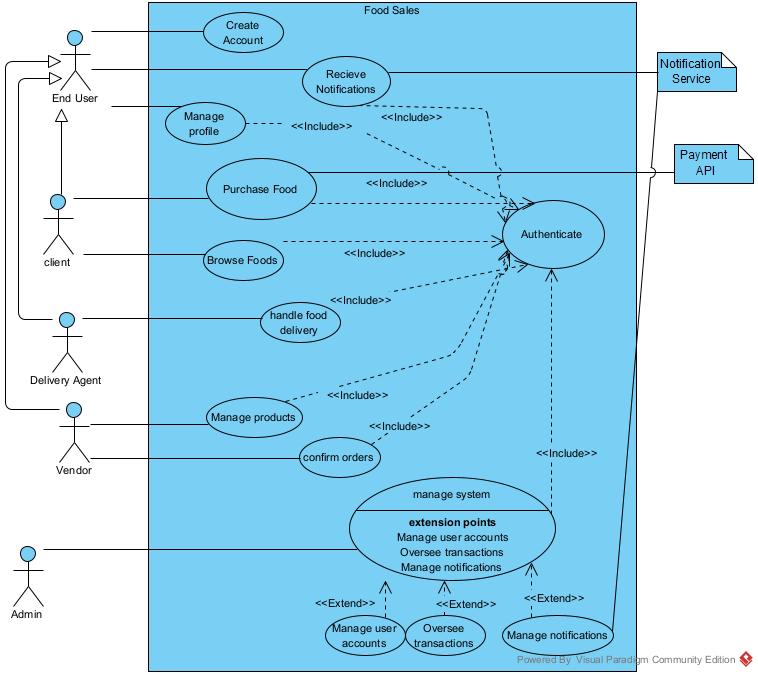 Food Sales
Create
Account
End User
Recieve
Notifications
<<Include>>
Notification
Service
Manage
profile
<<Include>>
Payment
API
Purchase Food
<<Include>>
client
Authenticate
Browse Foods
<<Include>>
handle food
delivery
<<Include>>
Delivery Agent
Manage products
<<Include>>
Vendor
confirm orders
<<Include>>
<<Include>>
manage system
extension points
Manage user accounts
Oversee transactions
Manage notifications
Admin
<<Extend>>
<<Extend>>
<<Extend>>
Manage user
accounts
Oversee
transactions
Manage notifications
Powered By Visual Paradigm Community Edition